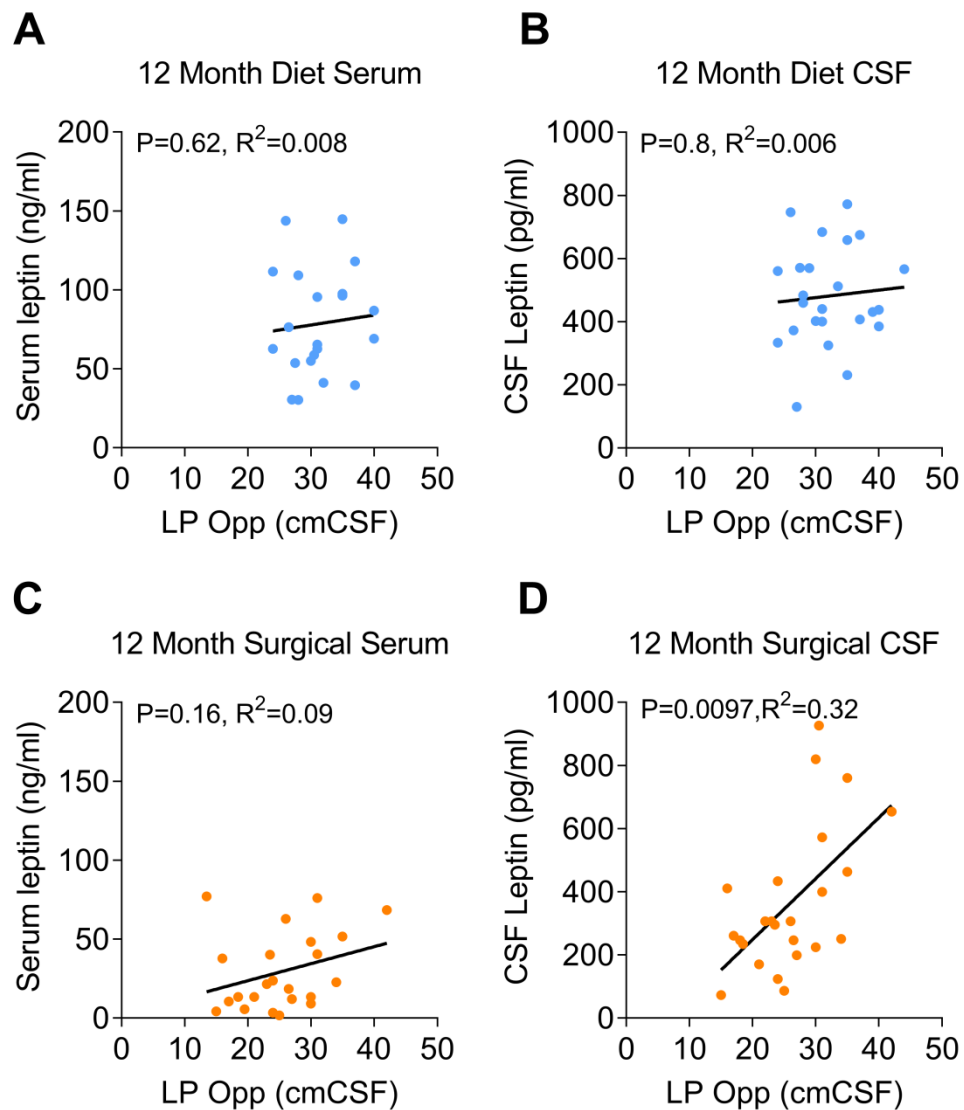 A
12 Month Diet Serum
P=0.62, R²=0.008
Serum leptin (ng/ml)
200
150
100
50
0
0 10 20 30 40 50
LP Opp (cmCSF)
B
12 Month Diet CSF
P=0.8, R²=0.006
CSF Leptin (pg/ml)
1000
800
600
400
200
0
0 10 20 30 40 50
LP Opp (cmCSF)
C
12 Month Surgical Serum
P=0.16, R²=0.09
Serum leptin (ng/ml)
200
150
100
50
0
0 10 20 30 40 50
LP Opp (cmCSF)
D
12 Month Surgical CSF
P=0.0097,R²=0.32
CSF Leptin (pg/ml)
1000
800
600
400
200
0
0 10 20 30 40 50
LP Opp (cmCSF)